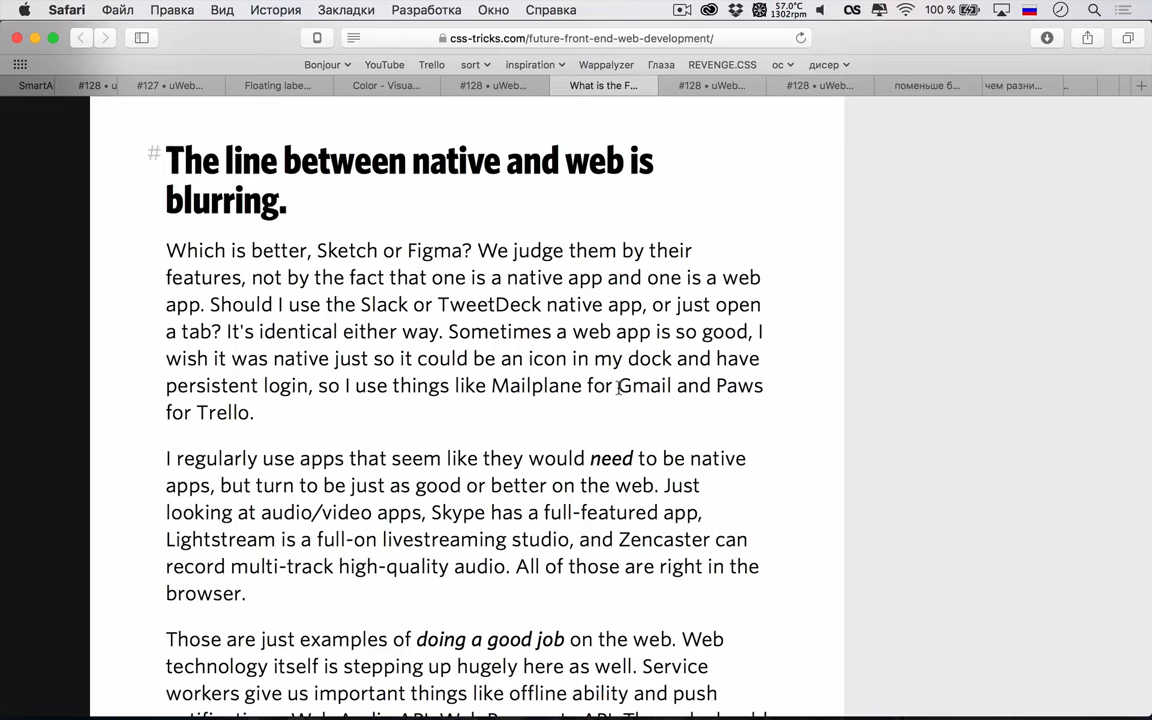 Safari Файл Правка Вид История Закладки Разработка Окно Справка 57.0°C 1302rpm 100 %
css-tricks.com/future-front-end-web-development/
Bonjour YouTube Trello sort inspiration Wappalyzer Глаза REVENGE.CSS ос дисер
SmartA #128 • u #127 • uWeb... Floating labe... Color - Visua... #128 • uWeb... What is the F... #128 • uWeb... #128 • uWeb... поменьше б... чем разни... ..
# The line between native and web is
blurring.
Which is better, Sketch or Figma? We judge them by their
features, not by the fact that one is a native app and one is a web
app. Should I use the Slack or TweetDeck native app, or just open
a tab? It's identical either way. Sometimes a web app is so good, I
wish it was native just so it could be an icon in my dock and have
persistent login, so I use things like Mailplane for Gmail and Paws
for Trello.
I regularly use apps that seem like they would need to be native
apps, but turn to be just as good or better on the web. Just
looking at audio/video apps, Skype has a full-featured app,
Lightstream is a full-on livestreaming studio, and Zencaster can
record multi-track high-quality audio. All of those are right in the
browser.
Those are just examples of doing a good job on the web. Web
technology itself is stepping up hugely here as well. Service
workers give us important things like offline ability and push